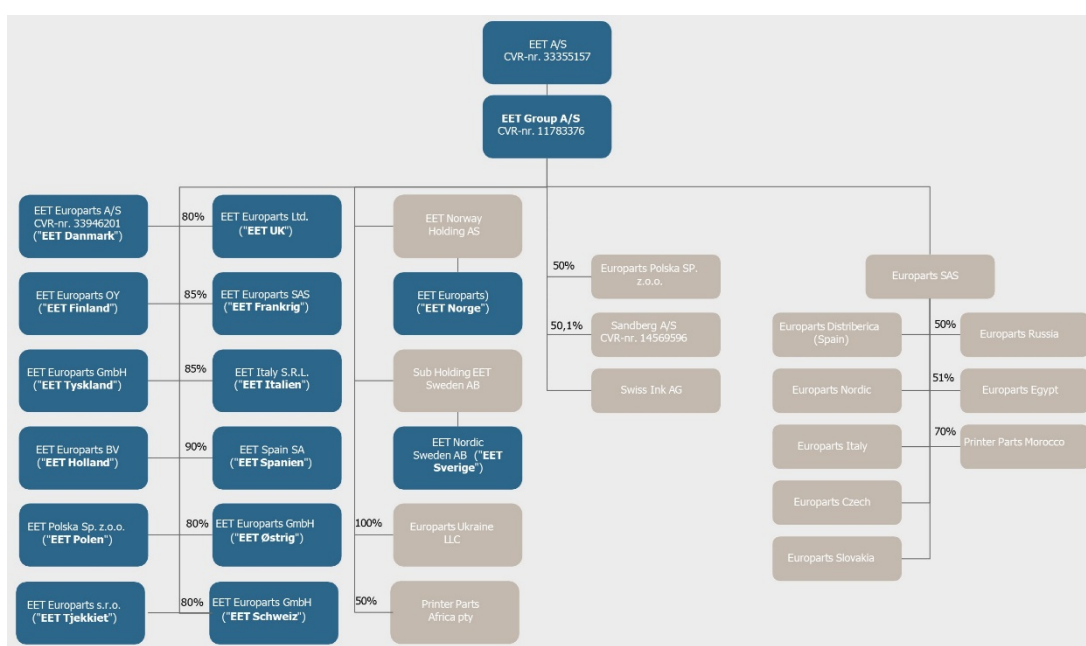 EET A/S
CVR-nr. 33355157
EET Group A/S
CVR-nr. 11783376
EET Europarts A/S
CVR-nr. 33946201
("EET Danmark")
80%
EET Europarts Ltd.
("EET UK")
EET Europarts OY
("EET Finland")
85%
EET Europarts SAS
("EET Frankrig")
EET Europarts GmbH
("EET Tyskland")
85%
EET Italy S.R.L.
("EET Italien")
EET Europarts BV
("EET Holland")
90%
EET Spain SA
("EET Spanien")
EET Polska Sp. z.o.o.
("EET Polen")
80%
EET Europarts GmbH
("EET Østrig")
EET Europarts s.r.o.
("EET Tjekkiet")
80%
EET Europarts GmbH
("EET Schweiz")
EET Norway
Holding AS
EET Europarts)
("EET Norge")
Sub Holding EET
Sweden AB
EET Nordic
Sweden AB ("EET
Sverige")
100%
Europarts Ukraine
LLC
50%
Printer Parts
Africa pty
50%
Europarts Polska SP.
z.o.o.
50,1%
Sandberg A/S
CVR-nr. 14569596
Swiss Ink AG
Europarts SAS
Europarts Distriberica
(Spain)
50%
Europarts Russia
Europarts Nordic
51%
Europarts Egypt
Europarts Italy
70%
Printer Parts Morocco
Europarts Czech
Europarts Slovakia